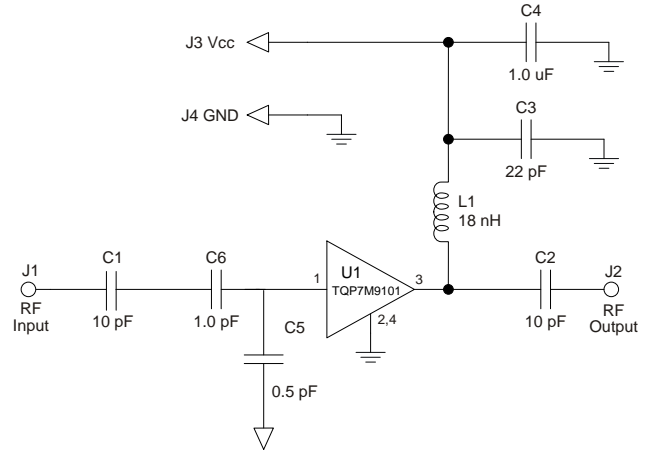 C4
J3 Vcc
1.0 uF
J4 GND
C3
22 pF
L1
18 nH
J1
C1
C6
1
U1
TQP7M9101
3
C2
J2
RF
Input
10 pF
1.0 pF
C5
2,4
10 pF
RF
Output
0.5 pF